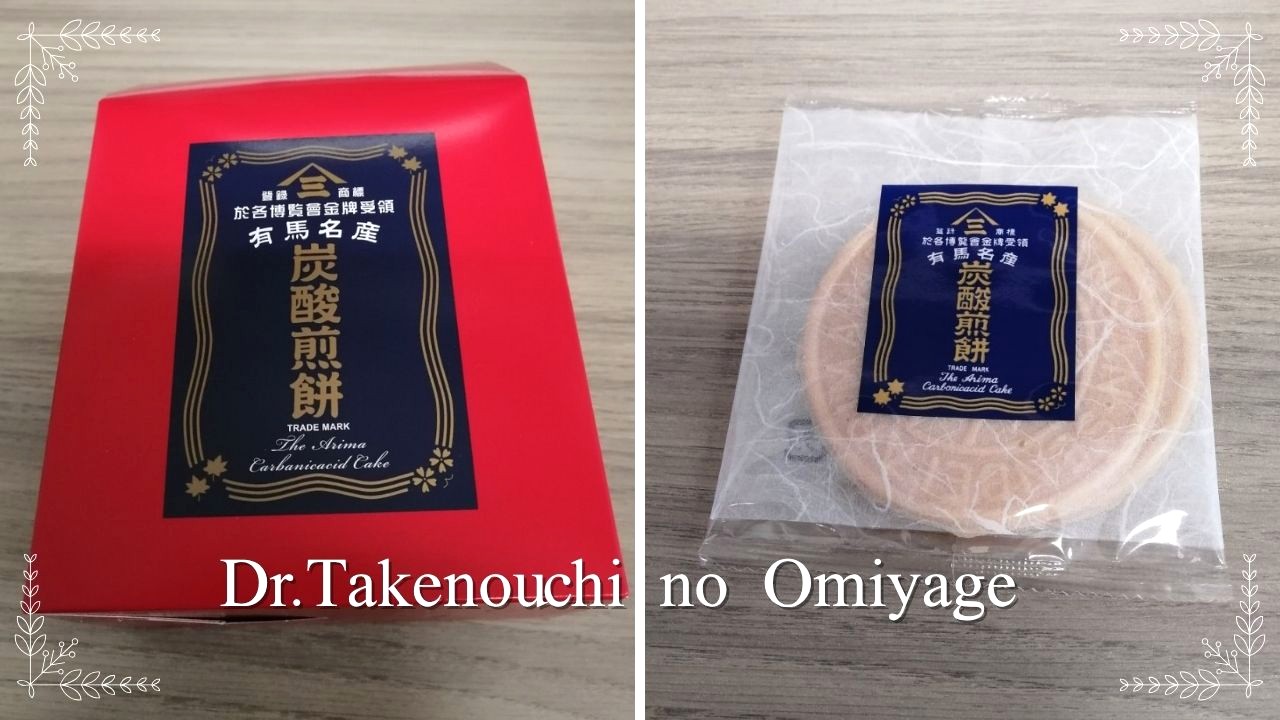 三
登録 商標
於各博覧會金牌受領
有馬名産
炭酸煎餅
TRADE MARK
The Arima
Carbonicacid Cake
三
登録 商標
於各博覧會金牌受領
有馬名産
炭酸煎餅
TRADE MARK
The Arima
Carbonicacid Cake
Dr.Takenouchi no Omiyage